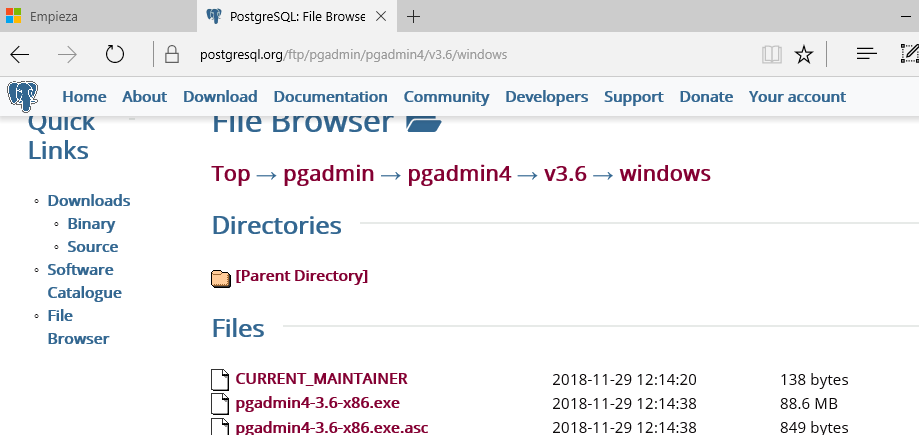 Empieza
PostgreSQL: File Browse
postgresql.org/ftp/pgadmin/pgadmin4/v3.6/windows
Home About Download Documentation Community Developers Support Donate Your account
Quick
Links
Downloads
Binary
Source
Software
Catalogue
File
Browser
File Browser
Top → pgadmin → pgadmin4 → v3.6 → windows
Directories
[Parent Directory]
Files
CURRENT_MAINTAINER 2018-11-29 12:14:20 138 bytes
pgadmin4-3.6-x86.exe 2018-11-29 12:14:38 88.6 MB
pgadmin4-3.6-x86.exe.asc 2018-11-29 12:14:38 849 bytes